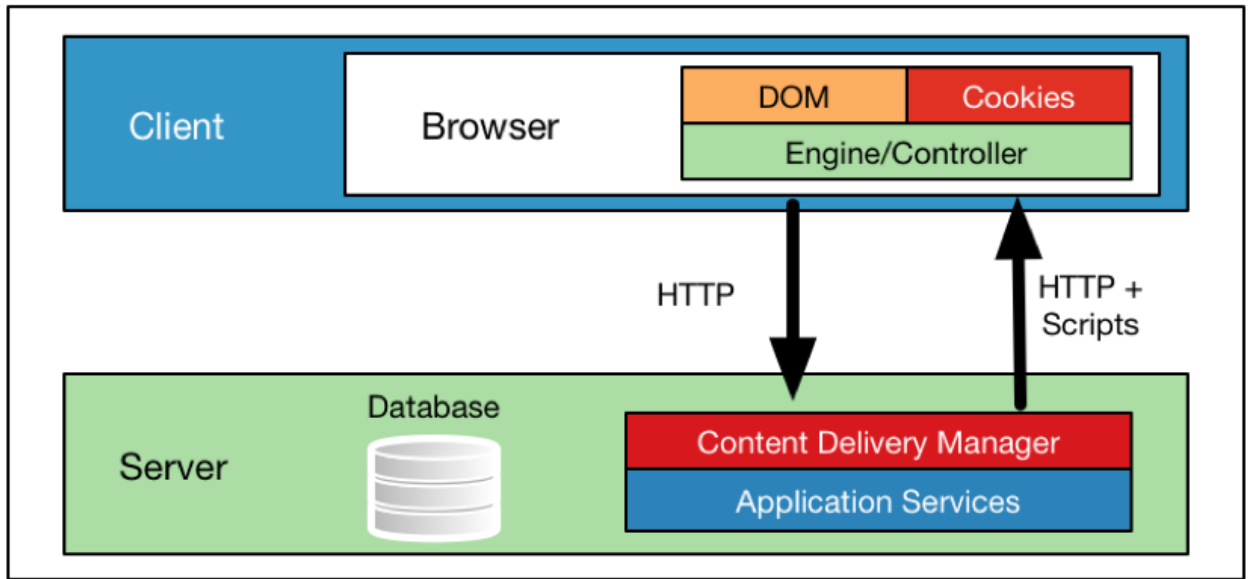 Client
Browser
DOM
Cookies
Engine/Controller
HTTP
HTTP +
Scripts
Server
Database
Content Delivery Manager
Application Services